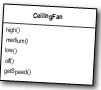 CeilingFan
high()
medium()
low()
off()
getSpeed()